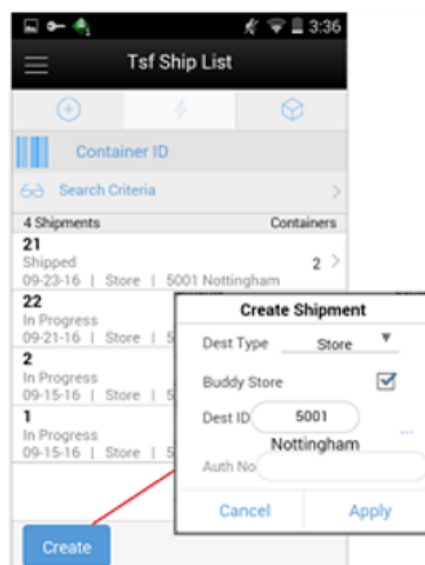 3:36
Tsf Ship List
Container ID
Search Criteria
4 Shipments Containers
21
Shipped 2
09-23-16 | Store | 5001 Nottingham
22
In Progress
09-21-16 | Store | 5
2
In Progress
09-15-16 | Store | 5
1
In Progress
09-15-16 | Store | 5
Create
Create Shipment
Dest Type Store
Buddy Store
Dest ID 5001
Nottingham ...
Auth No
Cancel Apply